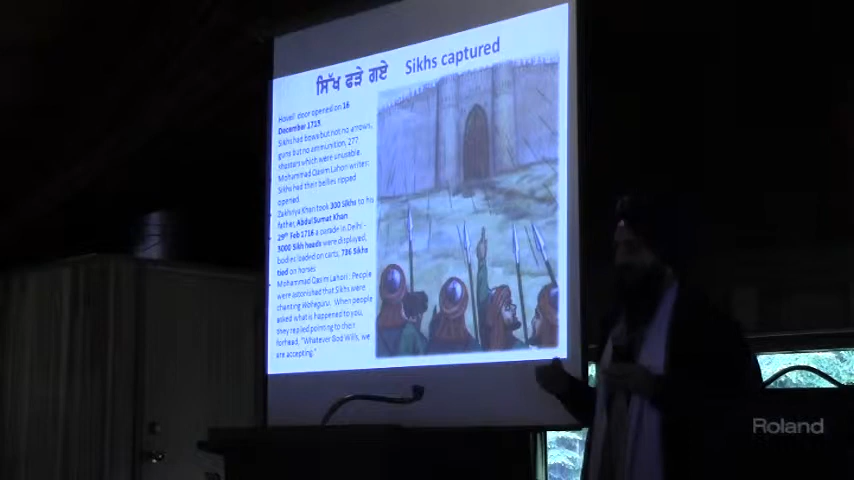 ਸਿੱਖ ਫੜੇ ਗਏ
Sikhs captured
Haveli door opened on 16
December 1715.
Sikhs had bows but not no arrows,
guns but no ammunition, 277
shastars which were unusable.
Mohammad Qasim Lahori writer:
Sikhs had their bellies ripped
opened.
Zakhriya Khan took 300 Sikhs to his
father, Abdul Sumat Khan
29th Feb 1716 a parade in Delhi -
3000 Sikh heads were displayed,
bodies loaded on carts, 736 Sikhs
tied on horses
Mohammad Qasim Lahori : People
were astonished that Sikhs were
chanting Waheguru. When people
asked what is happened to you,
they replied pointing to their
forhead, "Whatever God Wills, we
are accepting."
Roland